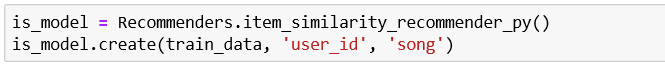 is_model = Recommenders.item_similarity_recommender_py()
is_model.create(train_data, 'user_id', 'song')